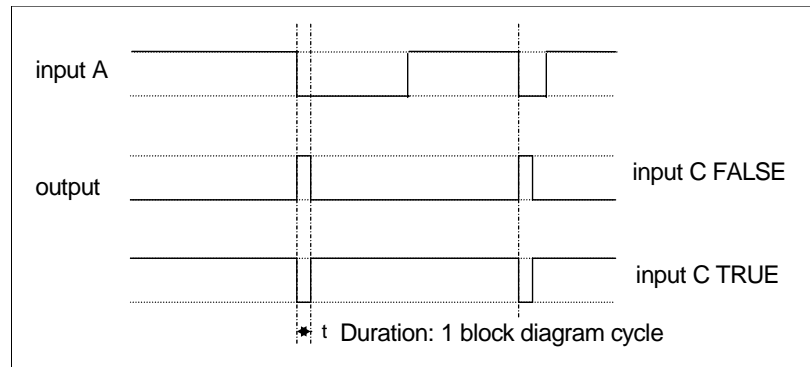 input A
input C FALSE
output
input C TRUE
t Duration: 1 block diagram cycle